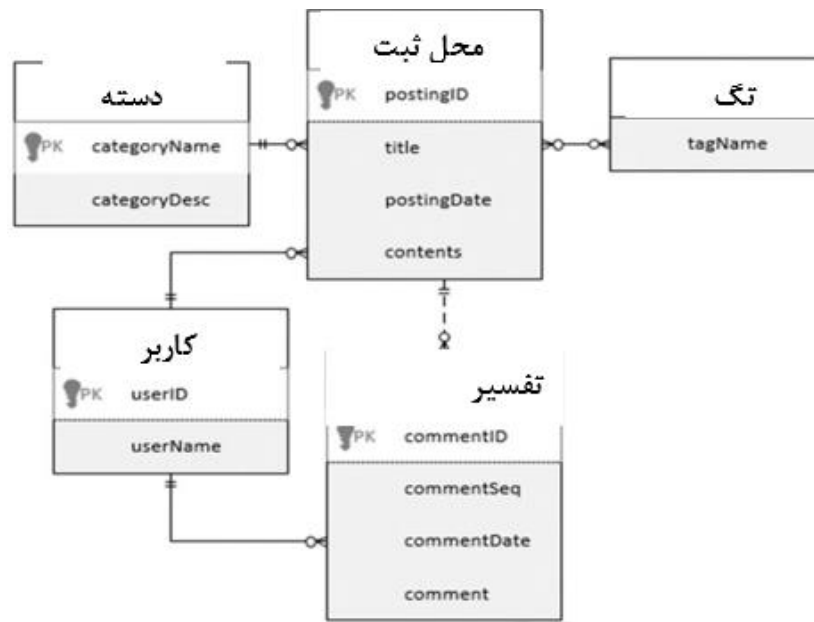 دسته
PK categoryName
categoryDesc
محل ثبت
PK postingID
title
postingDate
contents
تگ
tagName
کاربر
PK userID
userName
تفسیر
PK commentID
commentSeq
commentDate
comment